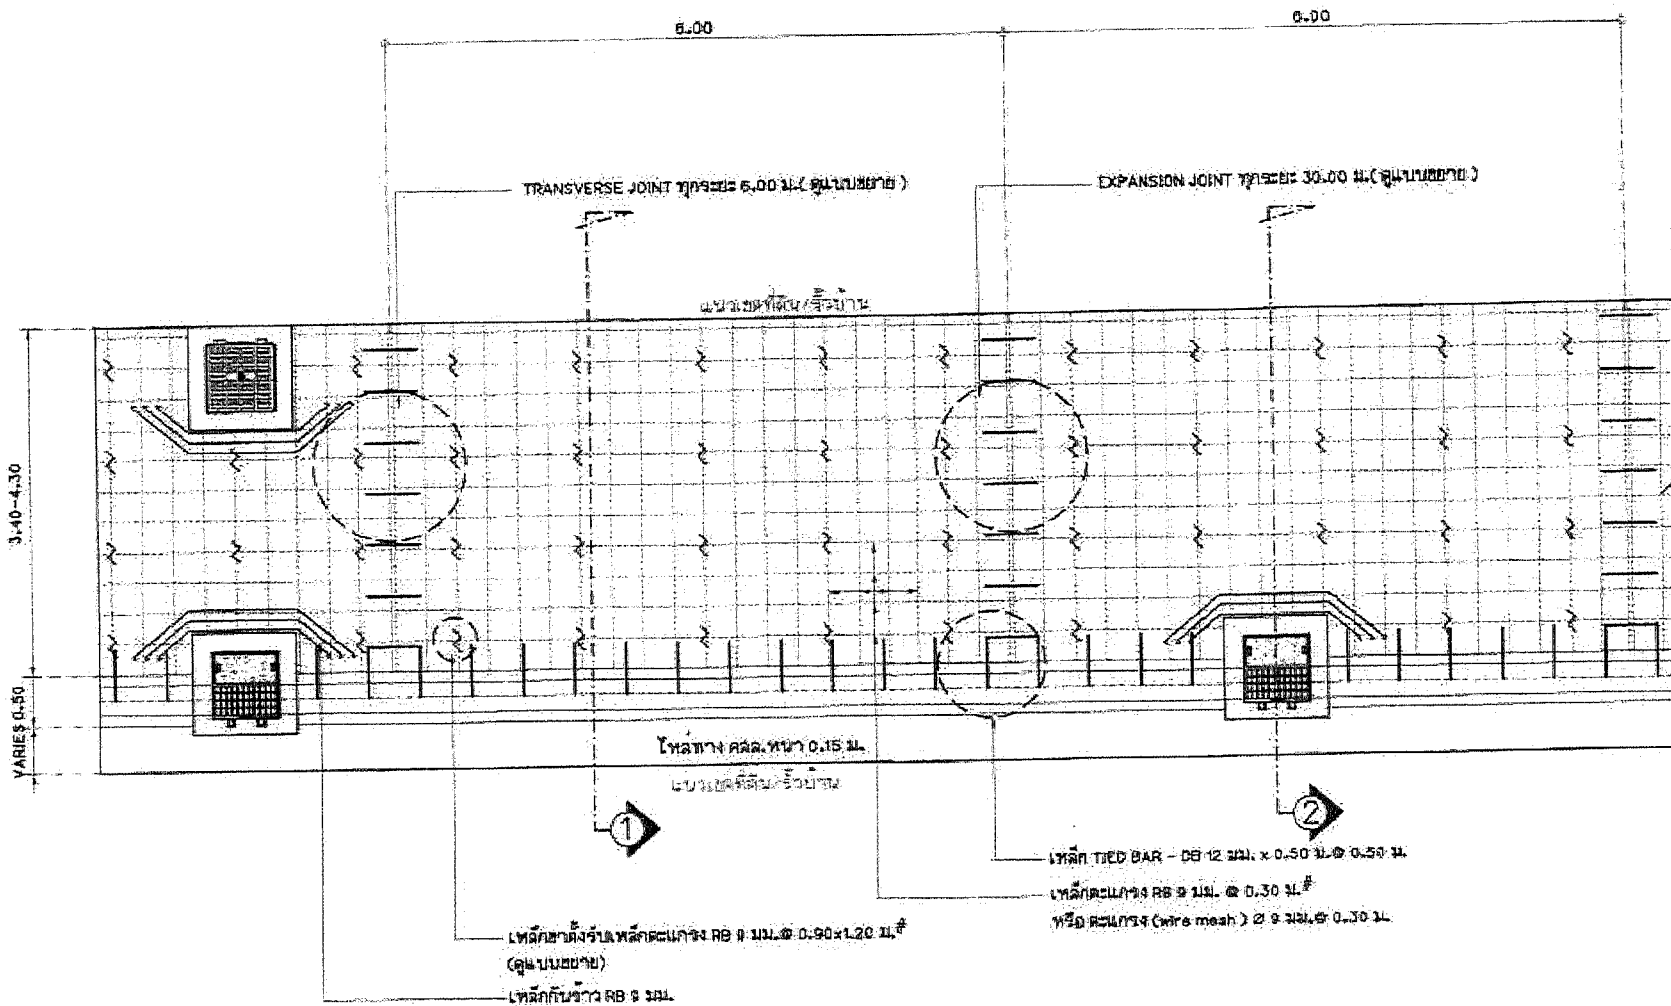 6.00
6.00
TRANSVERSE JOINT ทุกระยะ 6.00 ม.( ดูแบบขยาย )
EXPANSION JOINT ทุกระยะ 30.00 ม.( ดูแบบขยาย )
แนวเขตที่ดิน/รั้วบ้าน
3.40-4.30
VARIES 0.50
ไหล่ทาง คสล.หนา 0.15 ม.
แนวเขตที่ดิน/รั้วบ้าน
1
2
เหล็ก TIED BAR - DB 12 มม. x 0.50 ม.@ 0.50 ม.
เหล็กตะแกรง RB 9 มม. @ 0.30 ม.#
หรือ ตะแกรง (wire mesh ) Ø 9 มม.@ 0.30 ม.
เหล็กขาตั้งรับเหล็กตะแกรง RB 9 มม.@ 0.90x1.20 ม.#
(ดูแบบขยาย)
เหล็กกันร้าว RB 9 มม.